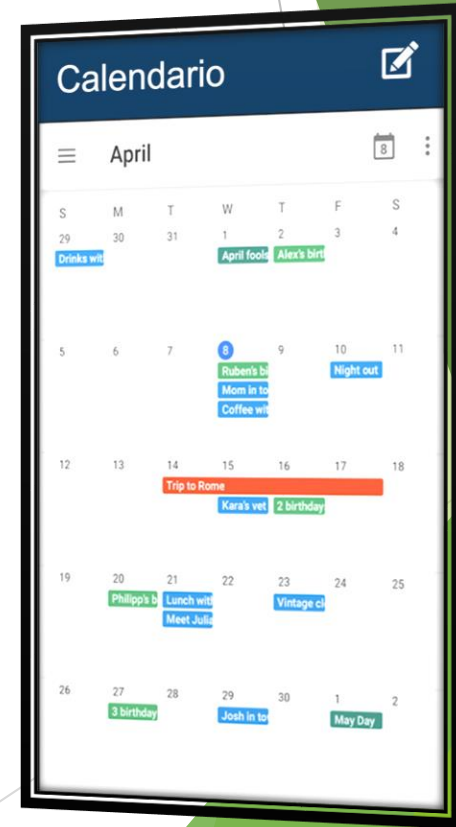 Calendario
April
8
S M T W T F S
29 30 31 1 2 3 4
Drinks wit April fools Alex's birt
5 6 7 8 9 10 11
Ruben's bi Night out
Mom in to
Coffee wit
12 13 14 15 16 17 18
Trip to Rome
Kara's vet 2 birthday
19 20 21 22 23 24 25
Philipp's b Lunch with Vintage cl
Meet Julia
26 27 28 29 30 1 2
3 birthday Josh in to May Day